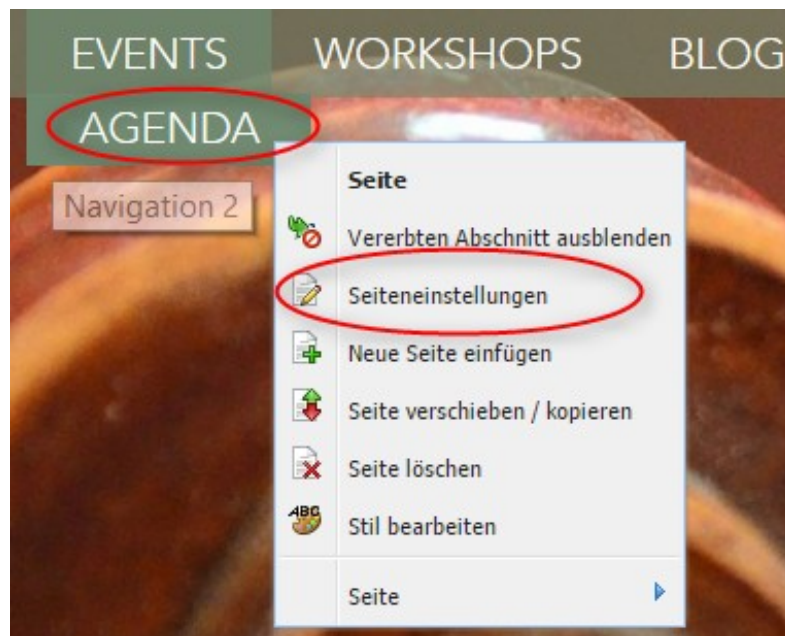 EVENTS WORKSHOPS BLOG
AGENDA
Navigation 2
Seite
Vererbten Abschnitt ausblenden
Seiteneinstellungen
Neue Seite einfügen
Seite verschieben / kopieren
Seite löschen
ABC
Stil bearbeiten
Seite